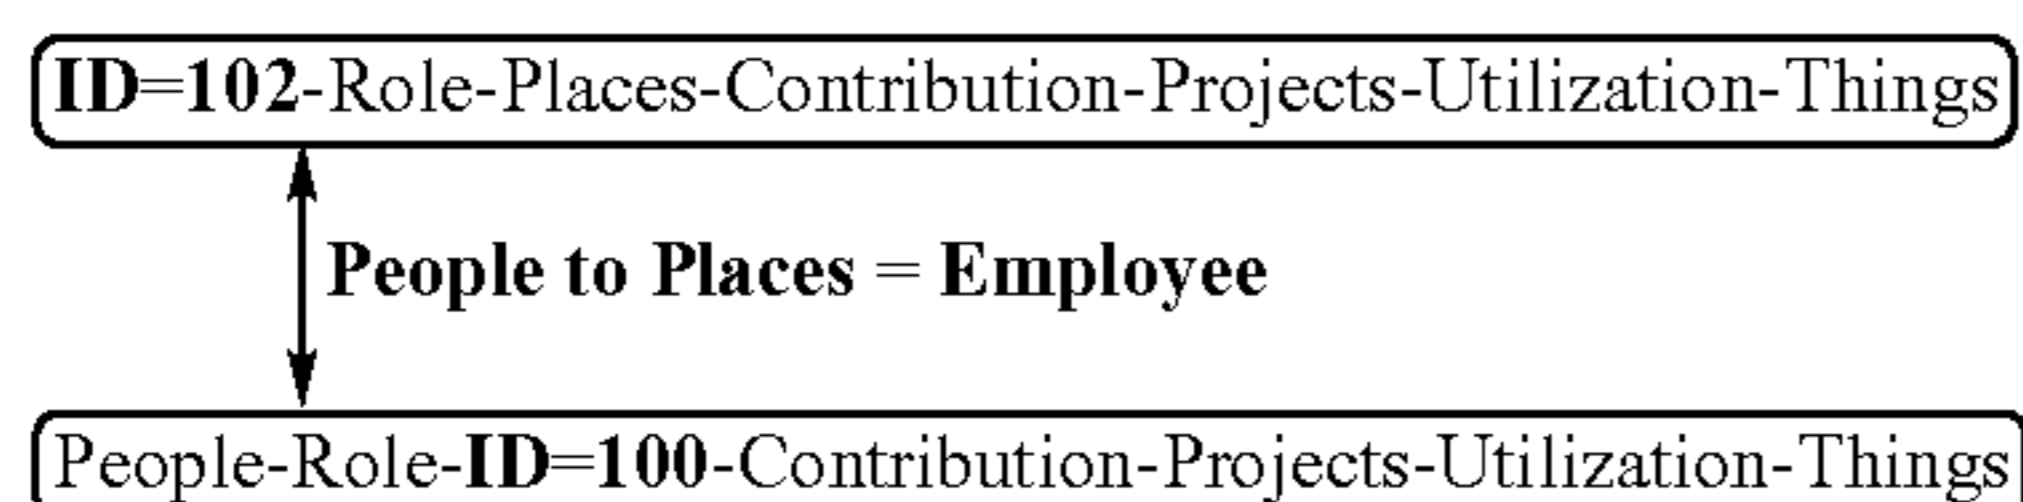 ID=102-Role-Places-Contribution-Projects-Utilization-Things
People to Places = Employee
People-Role-ID=100-Contribution-Projects-Utilization-Things